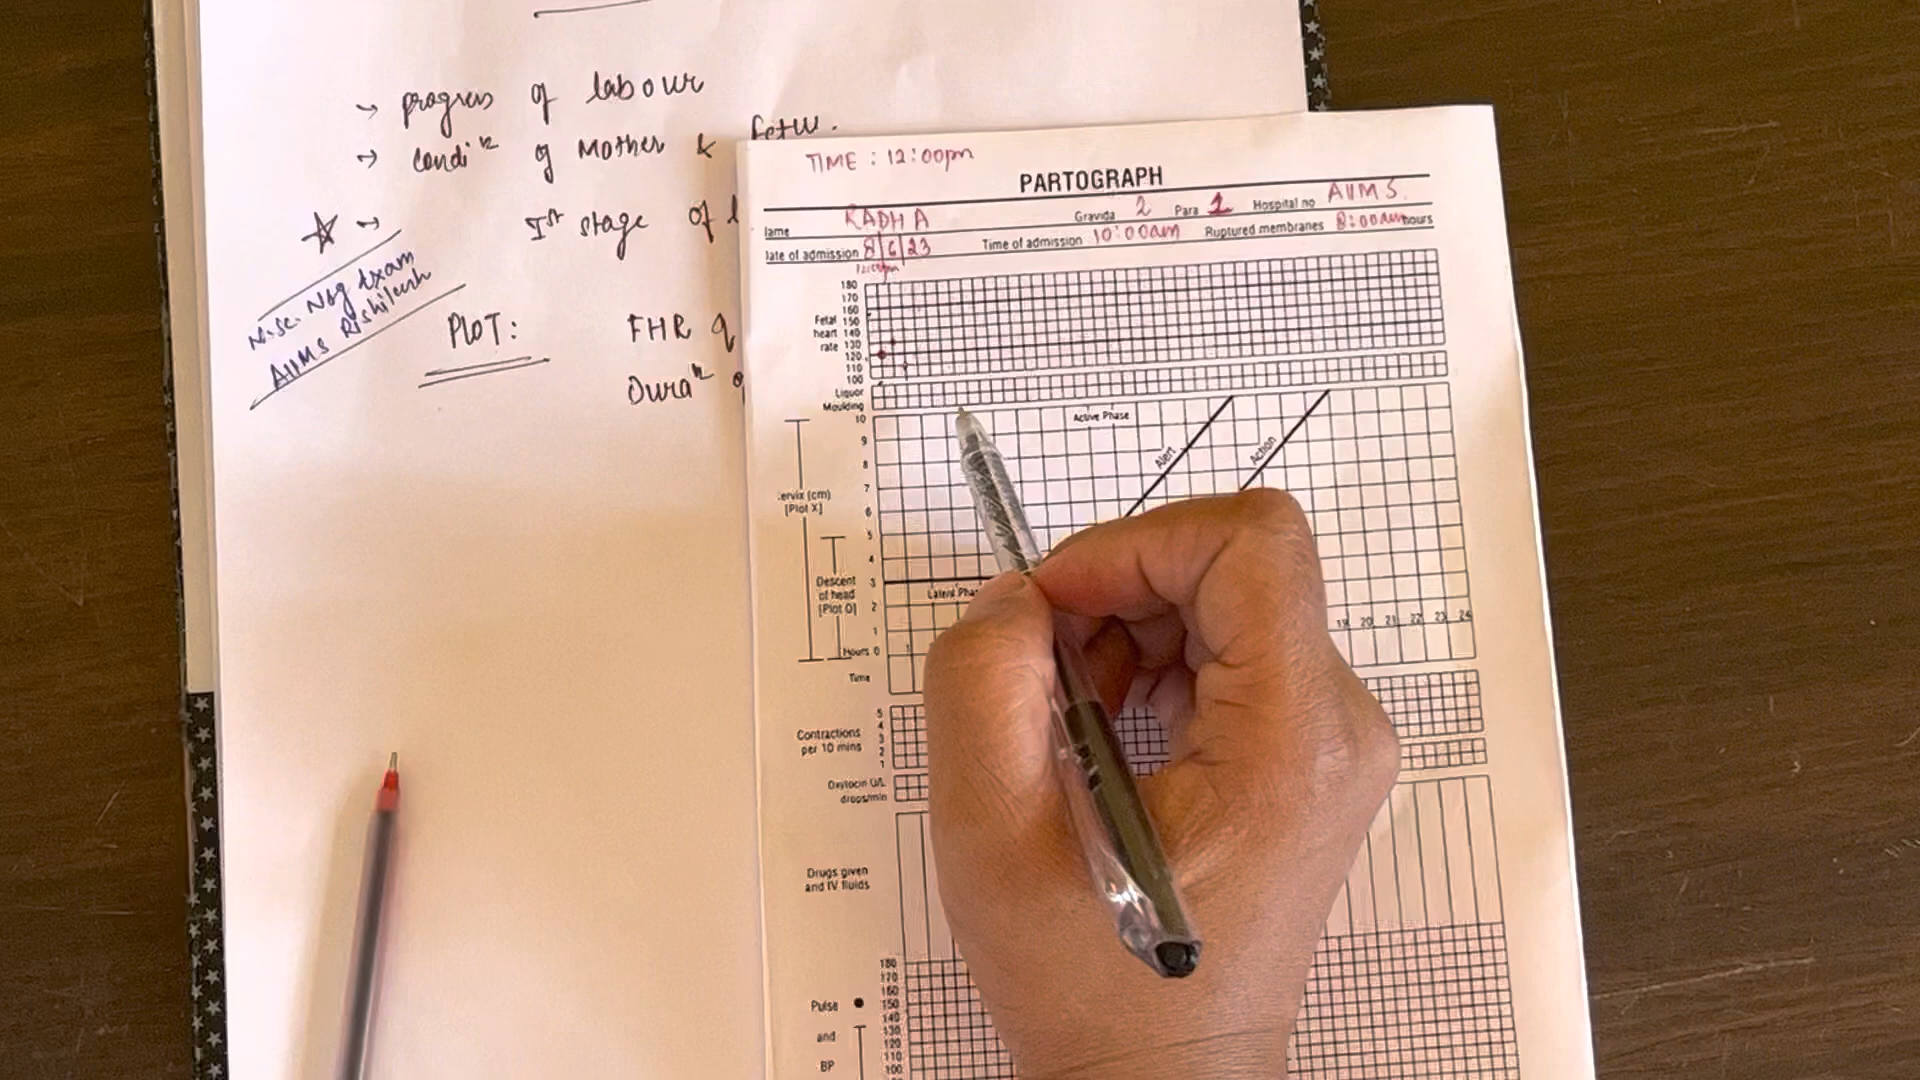 → progress of labour
→ condiⁿ of Mother & Fetus.
→ Iˢᵗ stage of l
M.Sc. Nsg Exam
AIIMS Rishikesh
PLOT: FHR q
Duraⁿ o
TIME : 12:00pm
PARTOGRAPH
lame RADHA Gravida 2 Para 1 Hospital no AIIMS.
Date of admission 8/6/23 Time of admission 10:00am Ruptured membranes 8:00am hours
12:00pm
Fetal heart rate
180
170
160
150
140
130
120
110
100
Liquor
Moulding
Active Phase
Alert
Action
10
9
8
7
6
5
4
3
2
1
0
Cervix (cm)
[Plot X]
Descent
of head
[Plot O]
Latent Phas
Hours 1 19 20 21 22 23 24
Time
Contractions
per 10 mins
5
4
3
2
1
Oxytocin U/L
drops/min
Drugs given
and IV fluids
Pulse
and
BP
180
170
160
150
140
130
120
110
100